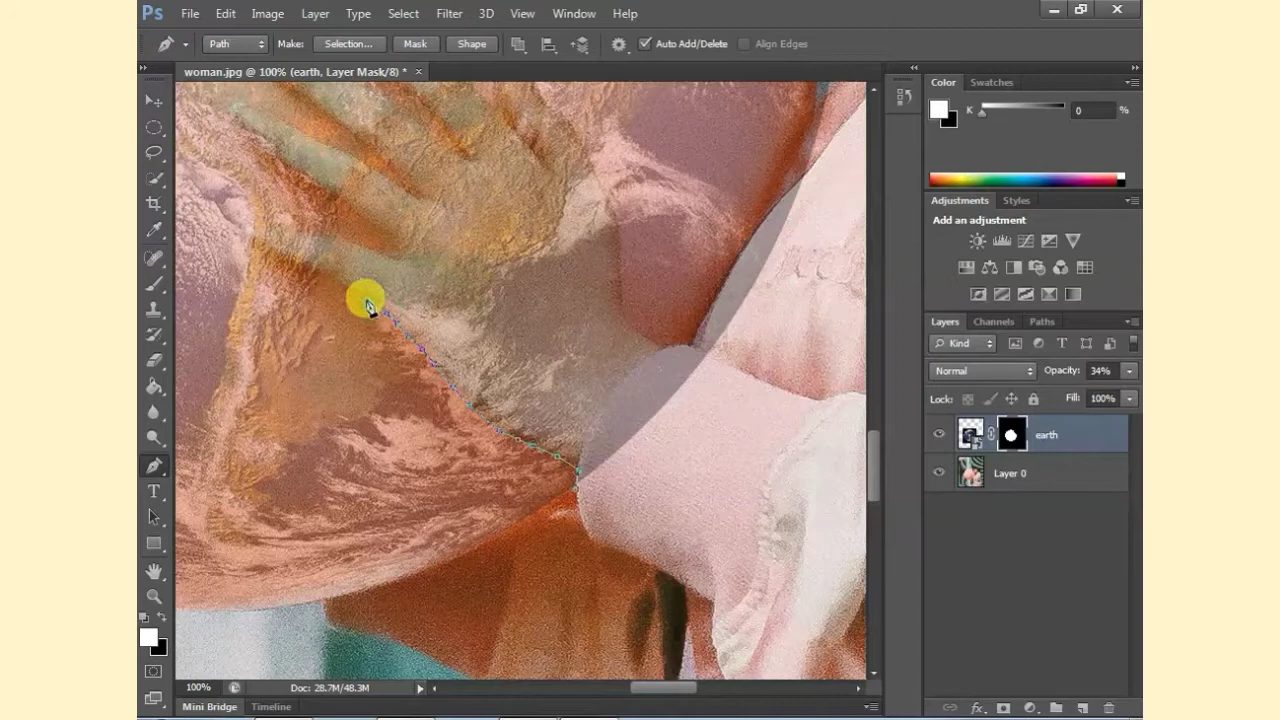 Ps File Edit Image Layer Type Select Filter 3D View Window Help
Path Make: Selection... Mask Shape Auto Add/Delete Align Edges
woman.jpg @ 100% (earth, Layer Mask/8) * ×
Color Swatches
K 0 %
Adjustments Styles
Add an adjustment
Layers Channels Paths
Kind T
Normal Opacity: 34%
Lock: Fill: 100%
earth
Layer 0
T
100% Doc: 28.7M/48.3M
Mini Bridge Timeline
fx